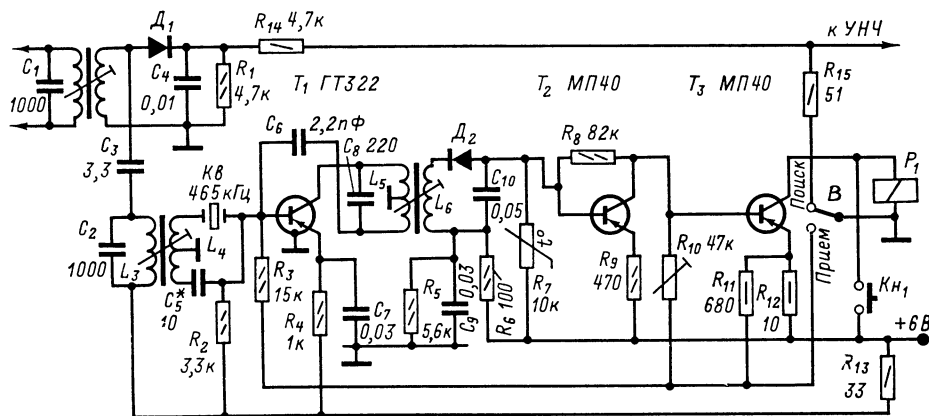 Д1
R14 4,7к
к УНЧ
C1
1000
C4
0,01
R1
4,7к
T1 ГТ322
T2 МП40
T3 МП40
R15
51
C3
3,3
C6
2,2пФ
C8 220
L5
L6
Д2
C10
0,05
R8 82к
P1
Поиск
В
Прием
КВ
465кГц
C2
1000
L3
L4
C5*
10
R2
3,3к
R3
15к
R4
1к
C7
0,03
R5
5,6к
C9
0,03
R6 100
t°
R7
10к
R9
470
R10 47к
R11
680
R12
10
Кн1
+6В
R13
33